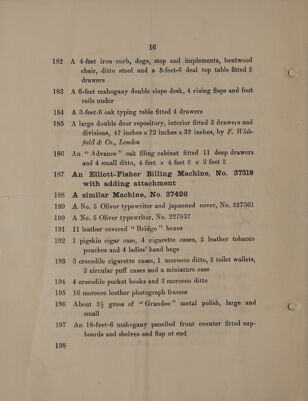 16
182 A 4-feet iron curb, dogs, stop and implements, bentwood
chair, ditto stool and a 3-feet-6 deal top table fitted 2
drawers
183 A 6-feet mahogany double slope desk, 4 rising flaps and foot
rails under
184 A 3-feet-6 oak typing table fitted 4 drawers
185 A large double door repository, interior fitted 3 drawers and
divisions, 47 inches × 72 inches × 32 inches, by F. Whit-
field & Co., London
186 An "Advance" oak filing cabinet fitted 11 deep drawers
and 4 small ditto, 4 feet × 4 feet 6 × 2 feet 2
187 An Elliott-Fisher Billing Machine, No. 37318
with adding attachment
188 A similar Machine, No. 37426
189 A No. 5 Oliver typewriter and japanned cover, No. 227361
190 A No. 5 Oliver typewriter, No. 227837
191 11 leather covered "Bridge" boxes
192 1 pigskin cigar case, 4 cigarette cases, 2 leather tobacco
pouches and 4 ladies' hand bags
193 3 crocodile cigarette cases, 1 morocco ditto, 2 toilet wallets,
2 circular puff cases and a miniature case
194 4 crocodile pocket books and 3 morocco ditto
195 16 morocco leather photograph frames
196 About 2½ gross of "Grandee" metal polish, large and
small
197 An 18-feet-6 mahogany panelled front counter fitted cup-
boards and shelves and flap at end
198